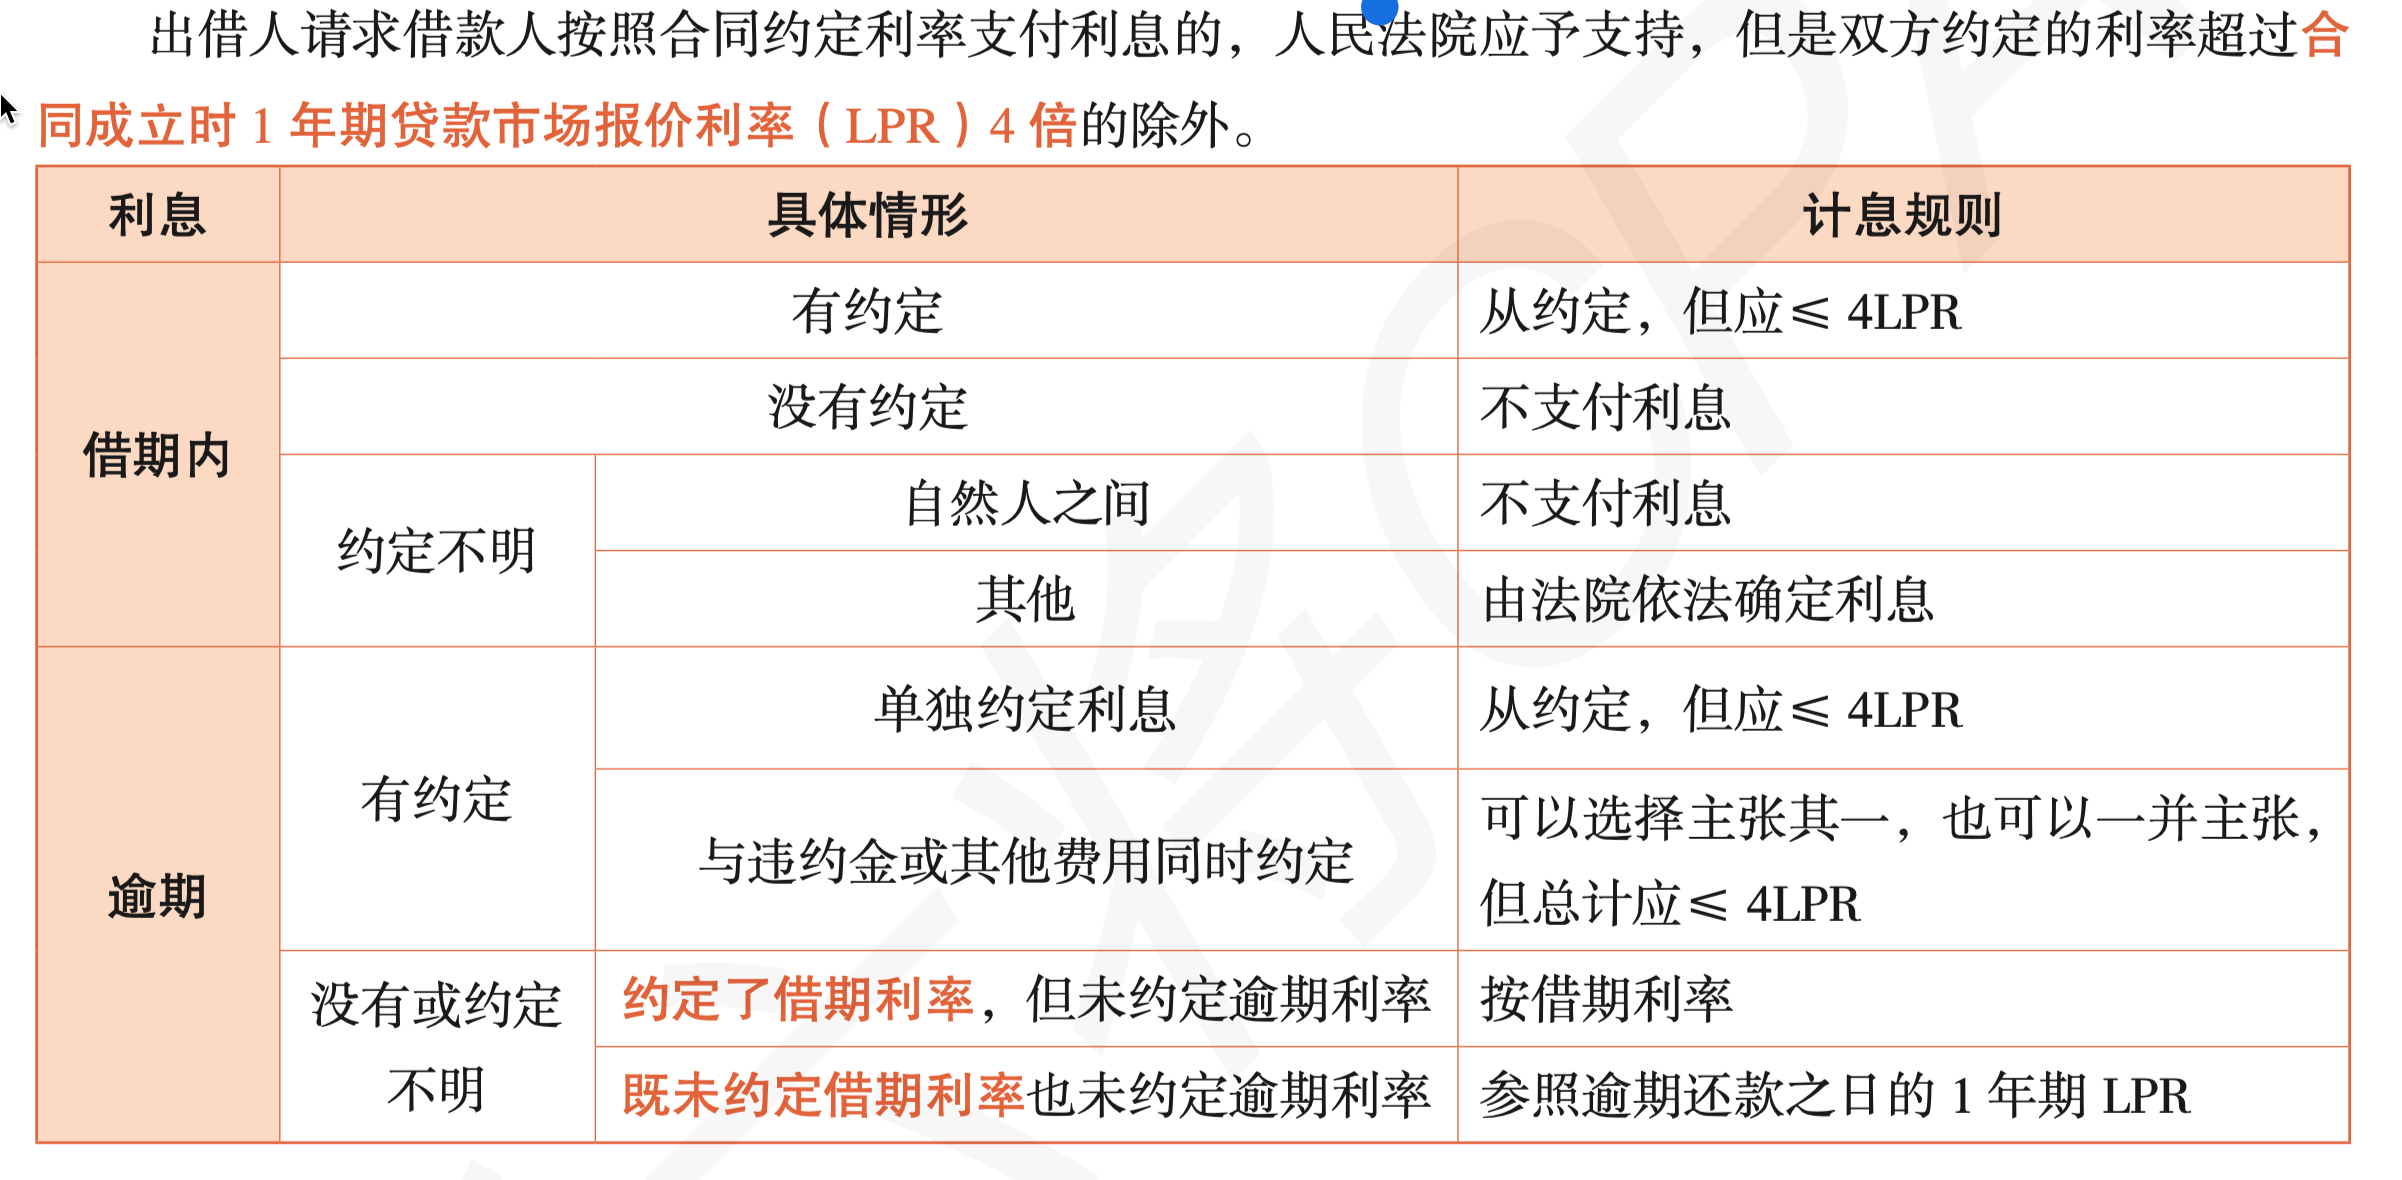 出借人请求借款人按照合同约定利率支付利息的，人民法院应予支持，但是双方约定的利率超过合
同成立时 1 年期贷款市场报价利率（LPR）4 倍的除外。
利息 具体情形 计息规则
借期内
有约定 从约定，但应≤ 4LPR
没有约定 不支付利息
约定不明
自然人之间 不支付利息
其他 由法院依法确定利息
逾期
有约定
单独约定利息 从约定，但应≤ 4LPR
与违约金或其他费用同时约定
可以选择主张其一，也可以一并主张，
但总计应≤ 4LPR
没有或约定
不明
约定了借期利率，但未约定逾期利率 按借期利率
既未约定借期利率也未约定逾期利率 参照逾期还款之日的 1 年期 LPR